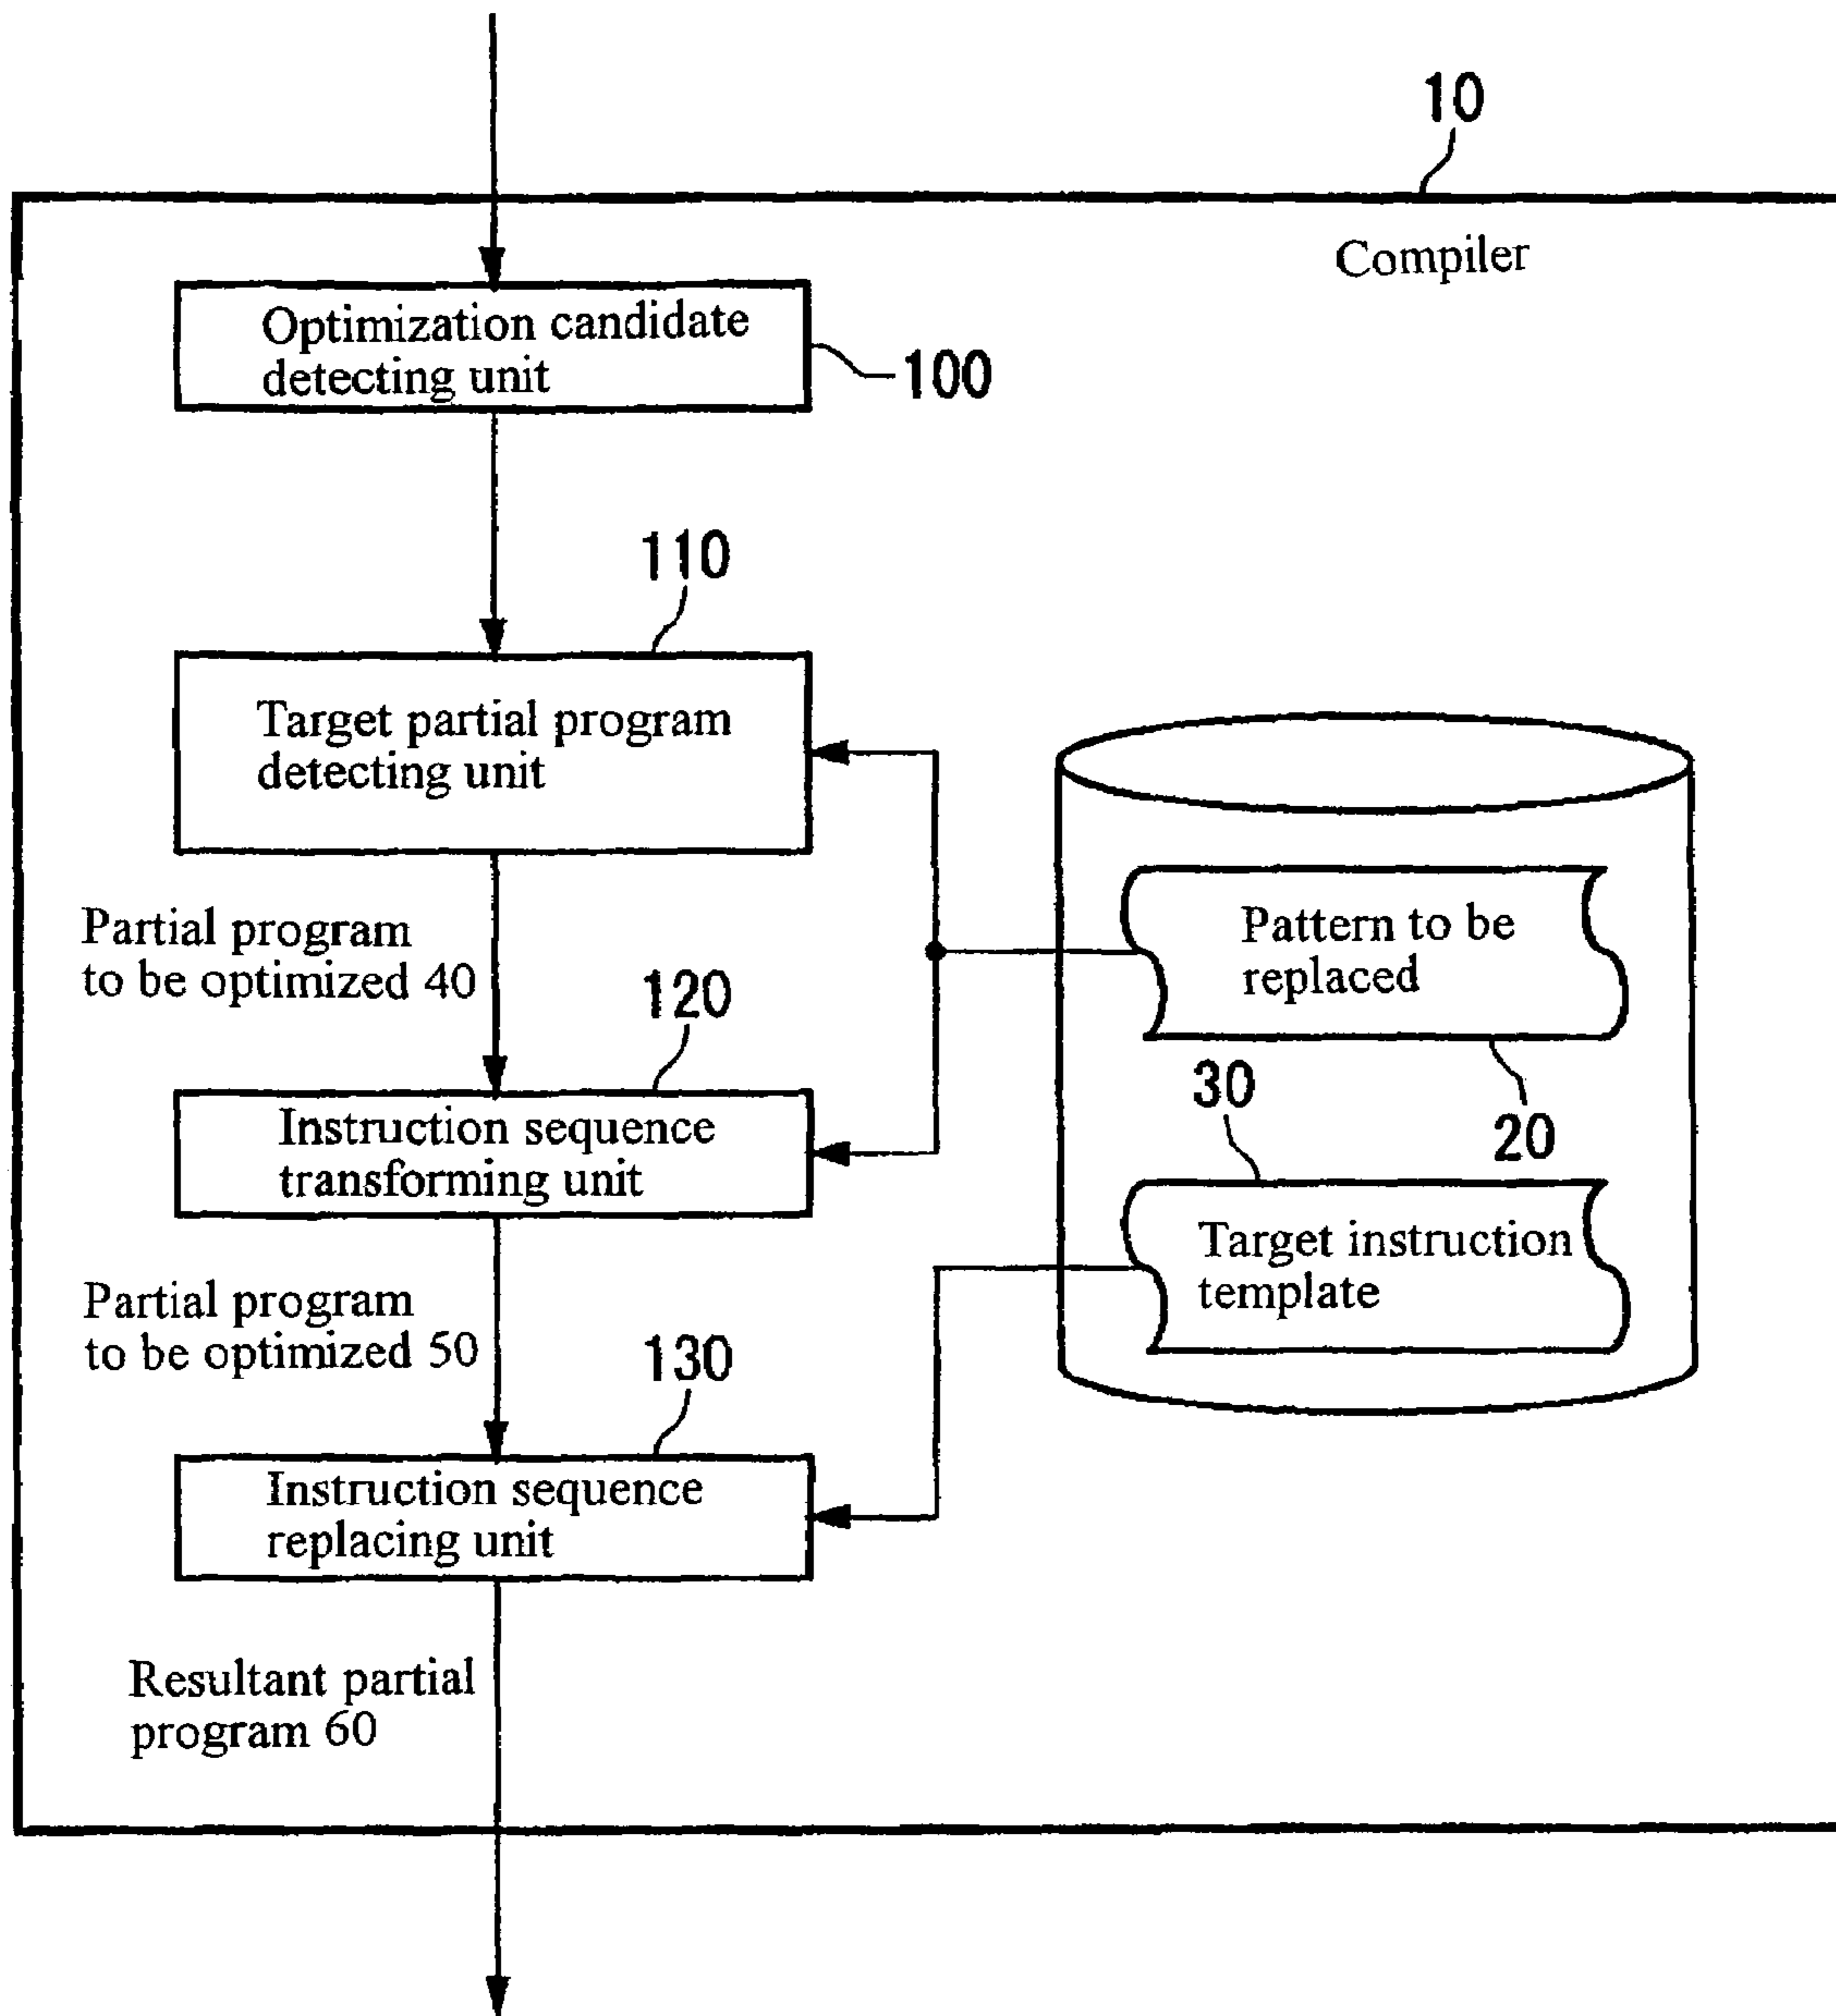 10
Compiler
Optimization candidate
detecting unit
100
110
Target partial program
detecting unit
Partial program
to be optimized 40
Pattern to be
replaced
20
120
Instruction sequence
transforming unit
30
Target instruction
template
Partial program
to be optimized 50
130
Instruction sequence
replacing unit
Resultant partial
program 60